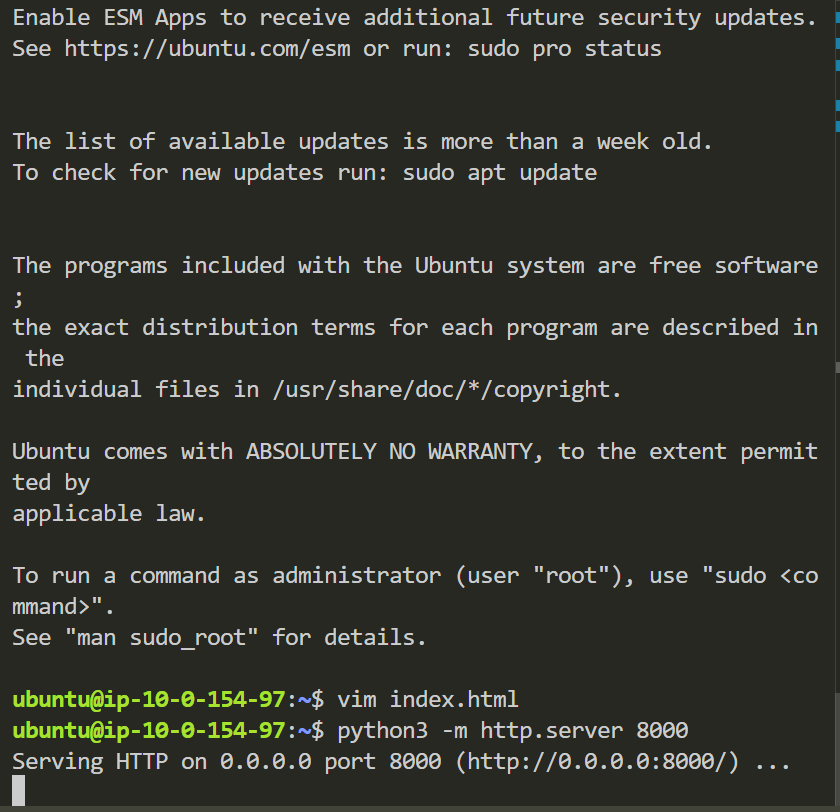 Enable ESM Apps to receive additional future security updates.
See https://ubuntu.com/esm or run: sudo pro status
The list of available updates is more than a week old.
To check for new updates run: sudo apt update
The programs included with the Ubuntu system are free software
;
the exact distribution terms for each program are described in
 the
individual files in /usr/share/doc/*/copyright.
Ubuntu comes with ABSOLUTELY NO WARRANTY, to the extent permit
ted by
applicable law.
To run a command as administrator (user "root"), use "sudo <co
mmand>".
See "man sudo_root" for details.
ubuntu@ip-10-0-154-97:~$ vim index.html
ubuntu@ip-10-0-154-97:~$ python3 -m http.server 8000
Serving HTTP on 0.0.0.0 port 8000 (http://0.0.0.0:8000/) ...